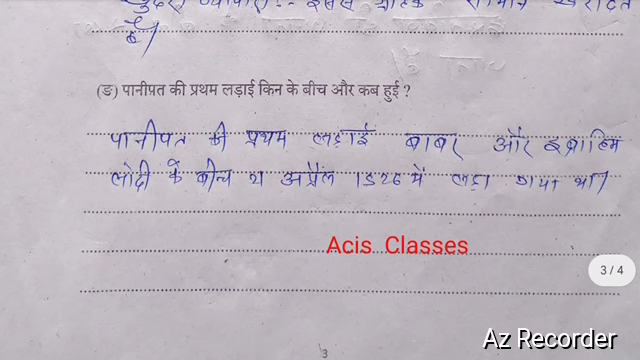 है।
(ङ) पानीपत की प्रथम लड़ाई किन के बीच और कब हुई ?
पानीपत की प्रथम लड़ाई बाबर और इब्राहिम
लोदी के बीच 21 अप्रैल 1526 में लड़ा गया था।
Acis Classes
3 / 4
Az Recorder
3